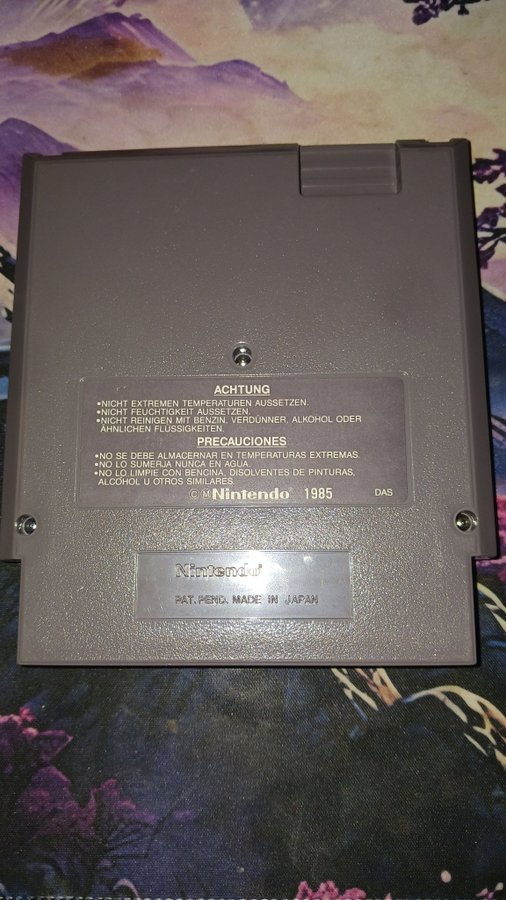 ACHTUNG
•NICHT EXTREMEN TEMPERATUREN AUSSETZEN.
•NICHT FEUCHTIGKEIT AUSSETZEN.
•NICHT REINIGEN MIT BENZIN, VERDÜNNER, ALKOHOL ODER
ÄHNLICHEN FLÜSSIGKEITEN.
PRECAUCIONES
•NO SE DEBE ALMACERNAR EN TEMPERATURAS EXTREMAS.
•NO LO SUMERJA NUNCA EN AGUA.
•NO LO LIMPIE CON BENCINA, DISOLVENTES DE PINTURAS,
ALCOHOL U OTROS SIMILARES.
© M Nintendo® 1985 DAS
Nintendo®
PAT. PEND. MADE IN JAPAN